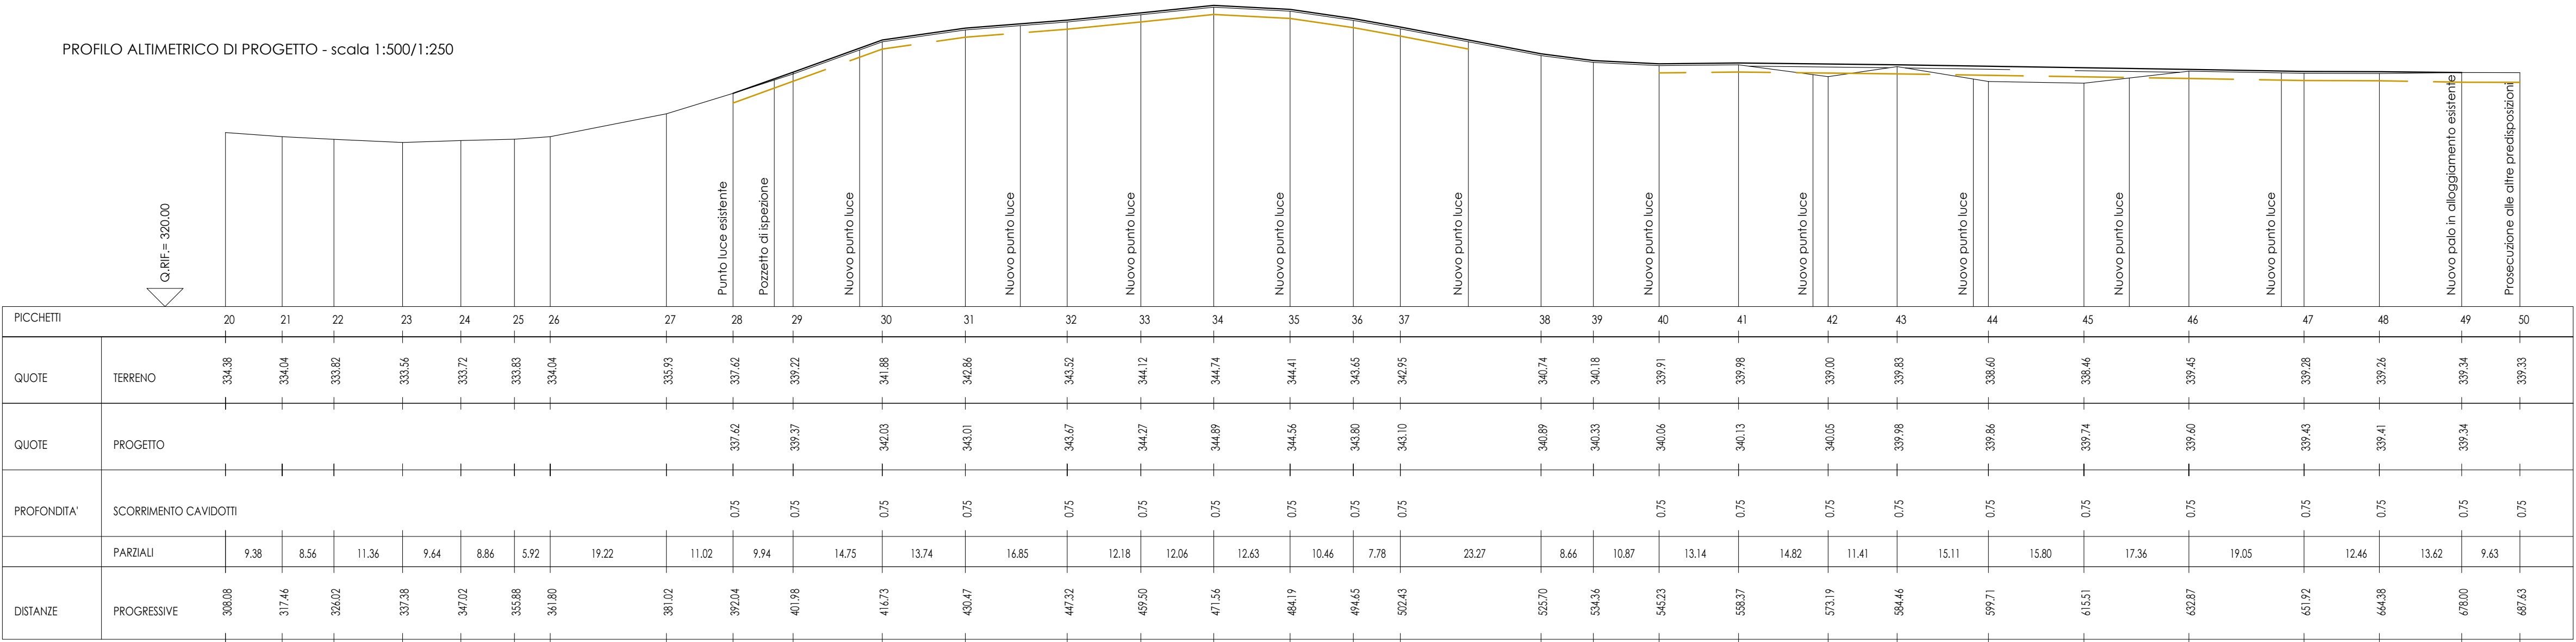 PROFILO ALTIMETRICO DI PROGETTO - scala 1:500/1:250
Q.RIF.= 320.00
Punto luce esistente
Pozzetto di ispezione
Nuovo punto luce
Nuovo punto luce
Nuovo punto luce
Nuovo punto luce
Nuovo punto luce
Nuovo punto luce
Nuovo punto luce
Nuovo punto luce
Nuovo punto luce
Nuovo punto luce
Nuovo palo in alloggiamento esistente
Prosecuzione alle altre predisposizioni
PICCHETTI 20 21 22 23 24 25 26 27 28 29 30 31 32 33 34 35 36 37 38 39 40 41 42 43 44 45 46 47 48 49 50
QUOTE TERRENO 334.38 334.04 333.82 333.56 333.72 333.83 334.04 335.93 337.62 339.22 341.88 342.86 343.52 344.12 344.74 344.41 343.65 342.95 340.74 340.18 339.91 339.98 339.00 339.83 338.60 338.46 339.45 339.28 339.26 339.34 339.33
QUOTE PROGETTO 337.62 339.37 342.03 343.01 343.67 344.27 344.89 344.56 343.80 343.10 340.89 340.33 340.06 340.13 340.05 339.98 339.86 339.74 339.60 339.43 339.41 339.34
PROFONDITA' SCORRIMENTO CAVIDOTTI 0.75 0.75 0.75 0.75 0.75 0.75 0.75 0.75 0.75 0.75 0.75 0.75 0.75 0.75 0.75 0.75 0.75 0.75 0.75 0.75 0.75
PARZIALI 9.38 8.56 11.36 9.64 8.86 5.92 19.22 11.02 9.94 14.75 13.74 16.85 12.18 12.06 12.63 10.46 7.78 23.27 8.66 10.87 13.14 14.82 11.41 15.11 15.80 17.36 19.05 12.46 13.62 9.63
DISTANZE PROGRESSIVE 308.08 317.46 326.02 337.38 347.02 355.88 361.80 381.02 392.04 401.98 416.73 430.47 447.32 459.50 471.56 484.19 494.65 502.43 525.70 534.36 545.23 558.37 573.19 584.46 599.71 615.51 632.87 651.92 664.38 678.00 687.63